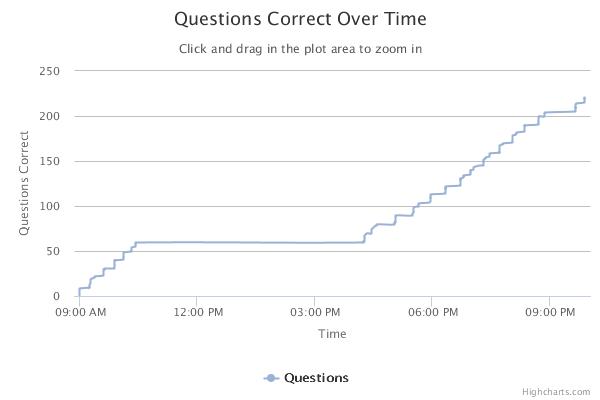 Questions Correct Over Time
Click and drag in the plot area to zoom in
Questions Correct
250
200
150
100
50
0
09:00 AM 12:00 PM 03:00 PM 06:00 PM 09:00 PM
Time
Questions
Highcharts.com